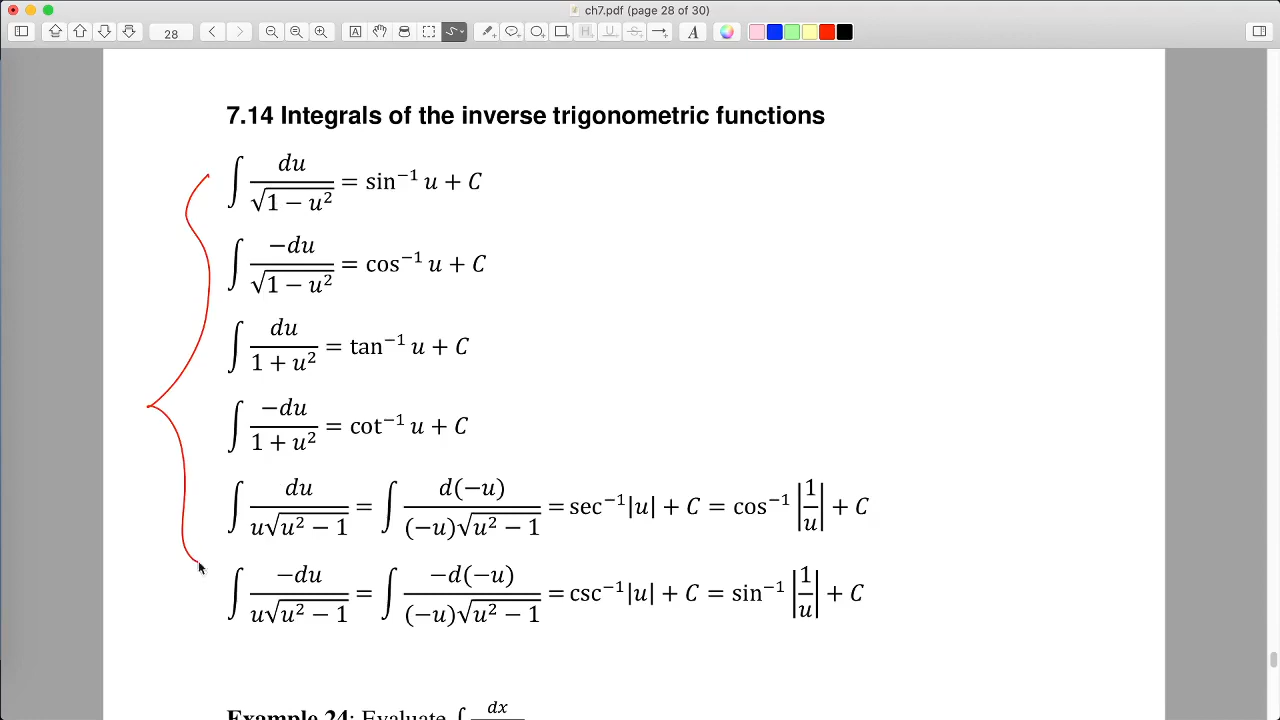 ch7.pdf (page 28 of 30)
28
7.14 Integrals of the inverse trigonometric functions
∫ du / √(1 − u²) = sin⁻¹ u + C
∫ −du / √(1 − u²) = cos⁻¹ u + C
∫ du / (1 + u²) = tan⁻¹ u + C
∫ −du / (1 + u²) = cot⁻¹ u + C
∫ du / (u√(u² − 1)) = ∫ d(−u) / ((−u)√(u² − 1)) = sec⁻¹|u| + C = cos⁻¹ |1/u| + C
∫ −du / (u√(u² − 1)) = ∫ −d(−u) / ((−u)√(u² − 1)) = csc⁻¹|u| + C = sin⁻¹ |1/u| + C
Example 24: Evaluate ∫ dx